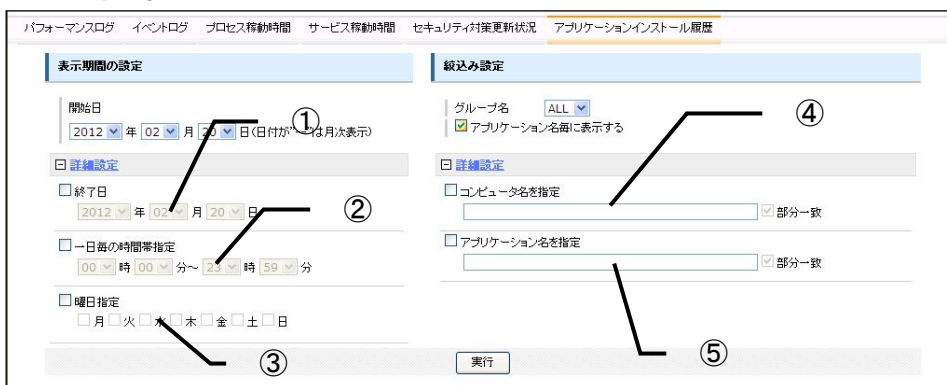 パフォーマンスログ イベントログ プロセス稼動時間 サービス稼動時間 セキュリティ対策更新状況 アプリケーションインストール履歴
表示期間の設定
開始日
2012 年 02 月 20 日(日付が"--"は月次表示)
①
詳細設定
終了日
2012 年 02 月 20 日
②
一日毎の時間帯指定
00 時 00 分～ 23 時 59 分
曜日指定
月 火 水 木 金 土 日
③
絞込み設定
グループ名 ALL
アプリケーション名毎に表示する
④
詳細設定
コンピュータ名を指定
部分一致
アプリケーション名を指定
部分一致
⑤
実行